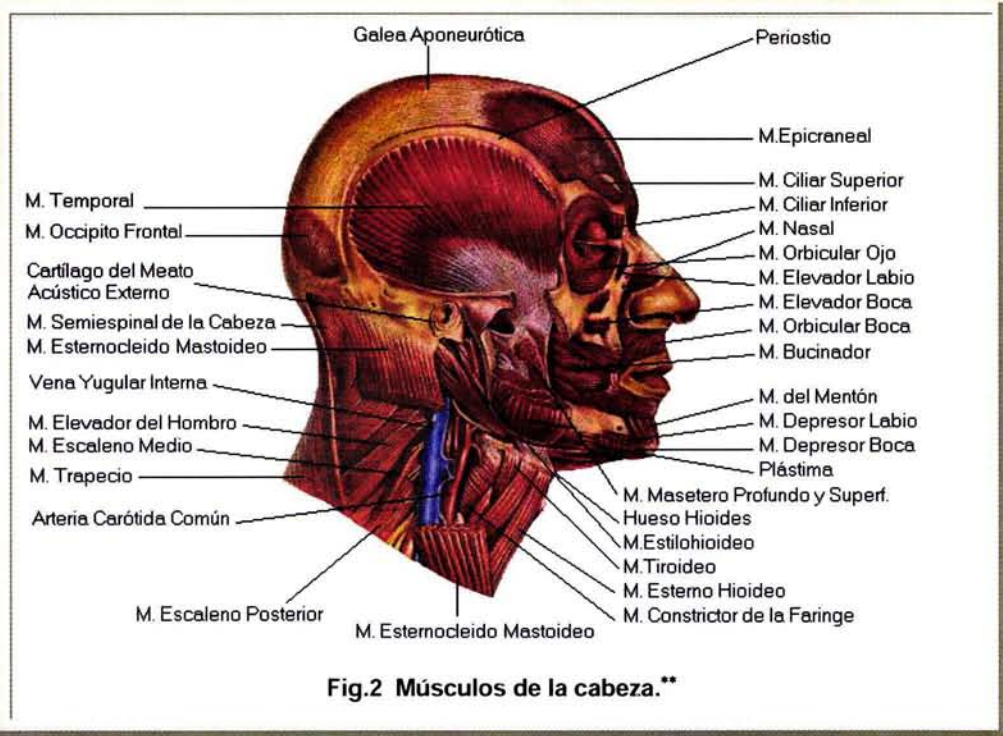 Galea Aponeurótica
Periostio
M.Epicraneal
M. Ciliar Superior
M. Ciliar Inferior
M. Nasal
M. Orbicular Ojo
M. Elevador Labio
M. Elevador Boca
M. Orbicular Boca
M. Bucinador
M. del Mentón
M. Depresor Labio
M. Depresor Boca
Plástima
M. Masetero Profundo y Superf.
Hueso Hioides
M.Estilohioideo
M.Tiroideo
M. Esterno Hioideo
M. Constrictor de la Faringe
M. Temporal
M. Occipito Frontal
Cartílago del Meato
Acústico Externo
M. Semiespinal de la Cabeza
M. Esternocleido Mastoideo
Vena Yugular Interna
M. Elevador del Hombro
M. Escaleno Medio
M. Trapecio
Arteria Carótida Común
M. Escaleno Posterior
M. Esternocleido Mastoideo
Fig.2 Músculos de la cabeza.**